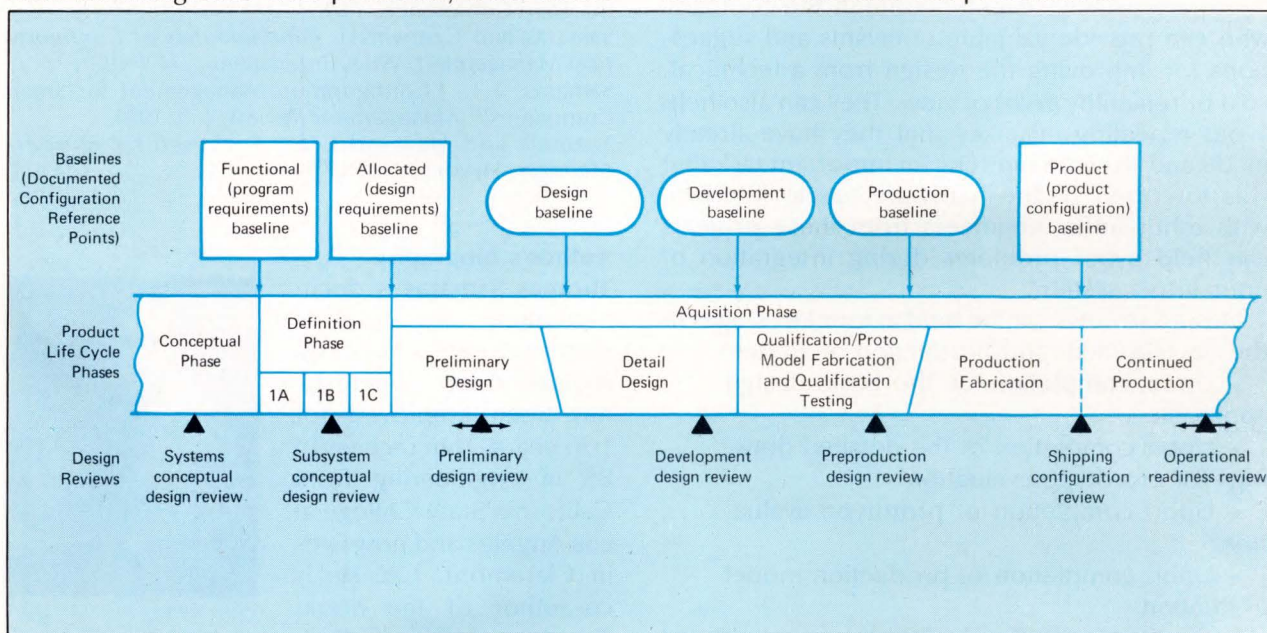 Baselines
(Documented
Configuration
Reference
Points)
Functional
(program
requirements)
baseline
Allocated
(design
requirements)
baseline
Design
baseline
Development
baseline
Production
baseline
Product
(product
configuration)
baseline
Product
Life Cycle
Phases
Conceptual
Phase
Definition
Phase
1A
1B
1C
Aquisition Phase
Preliminary
Design
Detail
Design
Qualification/Proto
Model Fabrication
and Qualification
Testing
Production
Fabrication
Continued
Production
Design
Reviews
Systems
conceptual
design review
Subsystem
conceptual
design review
Preliminary
design review
Development
design review
Preproduction
design review
Shipping
configuration
review
Operational
readiness review